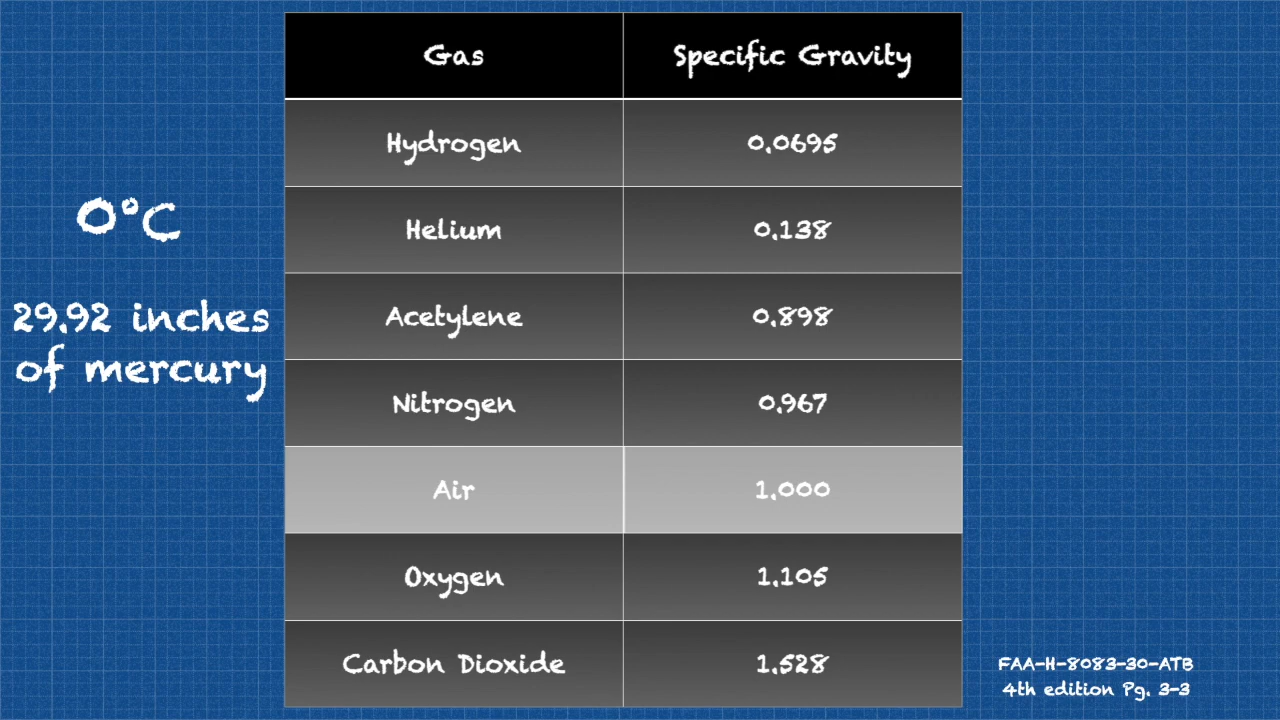 Gas Specific Gravity
Hydrogen 0.0695
0°C
Helium 0.138
29.92 inches
of mercury
Acetylene 0.898
Nitrogen 0.967
Air 1.000
Oxygen 1.105
Carbon Dioxide 1.528
FAA-H-8083-30-ATB
4th edition Pg. 3-3